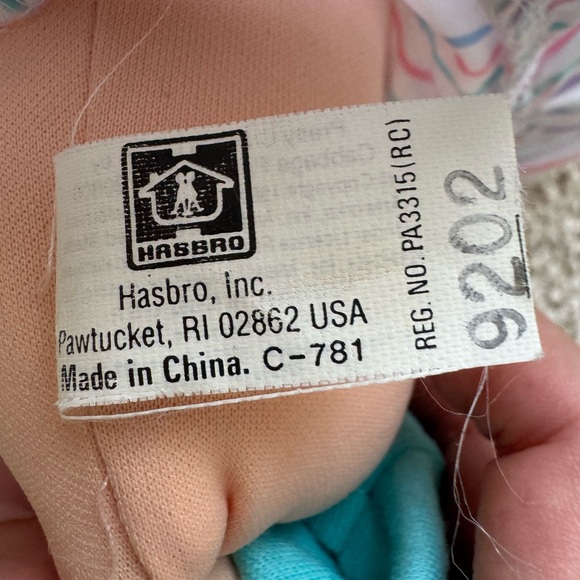 HASBRO
Hasbro, Inc.
Pawtucket, RI 02862 USA
Made in China. C-781
REG. NO. PA3315(RC)
9202